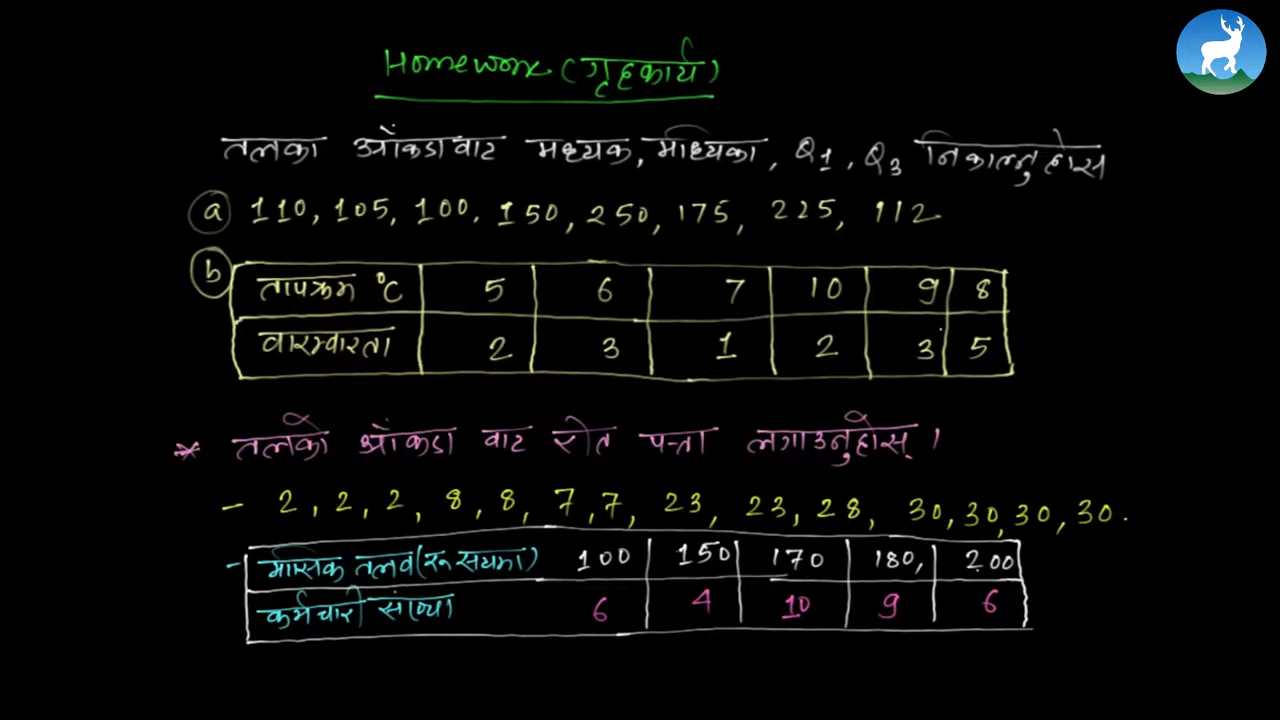 Homework (गृहकार्य)
तलका आँकडा बाट मध्यक, मध्यिका, Q1, Q3 निकाल्नुहोस
a 110, 105, 100, 150, 250, 175, 225, 112
b तापक्रम °C 5 6 7 10 9 8
वारम्वारता 2 3 1 2 3 5
* तलको आँकडा बाट रीत पत्ता लगाउनुहोस् ।
- 2, 2, 2, 8, 8, 7, 7, 23, 23, 28, 30, 30, 30, 30.
- मासिक तलव (रू सयमा) 100 150 170 180, 200
कर्मचारी संख्या 6 4 10 9 6